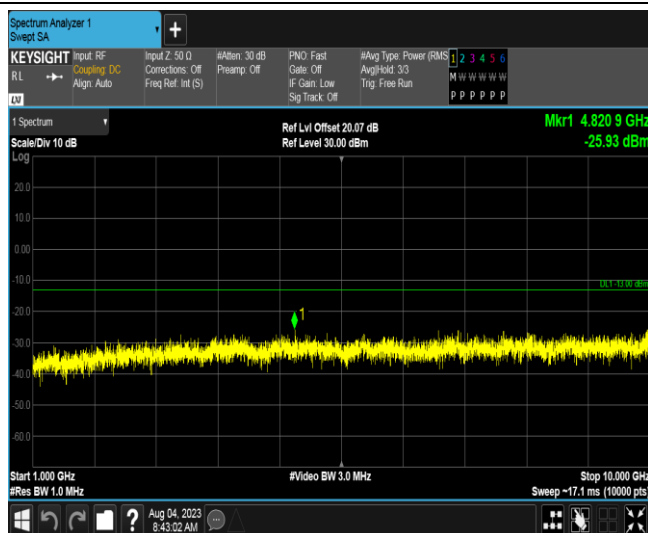 Spectrum Analyzer 1
Swept SA
+
KEYSIGHT
RL
LXI
Input: RF
Coupling: DC
Align: Auto
Input Z: 50 Ω
Corrections: Off
Freq Ref: Int (S)
#Atten: 30 dB
Preamp: Off
PNO: Fast
Gate: Off
IF Gain: Low
Sig Track: Off
#Avg Type: Power (RMS
Avg|Hold: 3/3
Trig: Free Run
1 2 3 4 5 6
M W W W W W
P P P P P P
1 Spectrum
Scale/Div 10 dB
Log
Ref Lvl Offset 20.07 dB
Ref Level 30.00 dBm
Mkr1 4.820 9 GHz
-25.93 dBm
20.0
10.0
0.00
-10.0
DL1 -13.00 dBm
-20.0
1
-30.0
-40.0
-50.0
-60.0
Start 1.000 GHz
#Video BW 3.0 MHz
Stop 10.000 GHz
#Res BW 1.0 MHz
Sweep ~17.1 ms (10000 pts)
?
Aug 04, 2023
8:43:02 AM